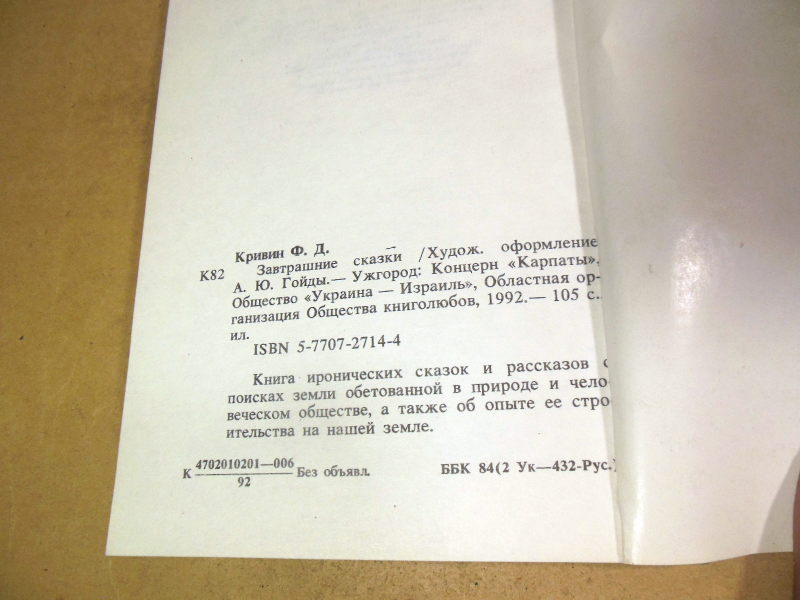 Кривин Ф. Д.
К82 Завтрашние сказки /Худож. оформление
А. Ю. Гойды.— Ужгород: Концерн «Карпаты»,
Общество «Украина — Израиль», Областная ор-
ганизация Общества книголюбов, 1992.— 105 с.,
ил.
ISBN 5-7707-2714-4
Книга иронических сказок и рассказов о
поисках земли обетованной в природе и чело-
веческом обществе, а также об опыте ее стро-
ительства на нашей земле.
К 4702010201—006 Без объявл.
92
ББК 84(2 Ук—432-Рус.)